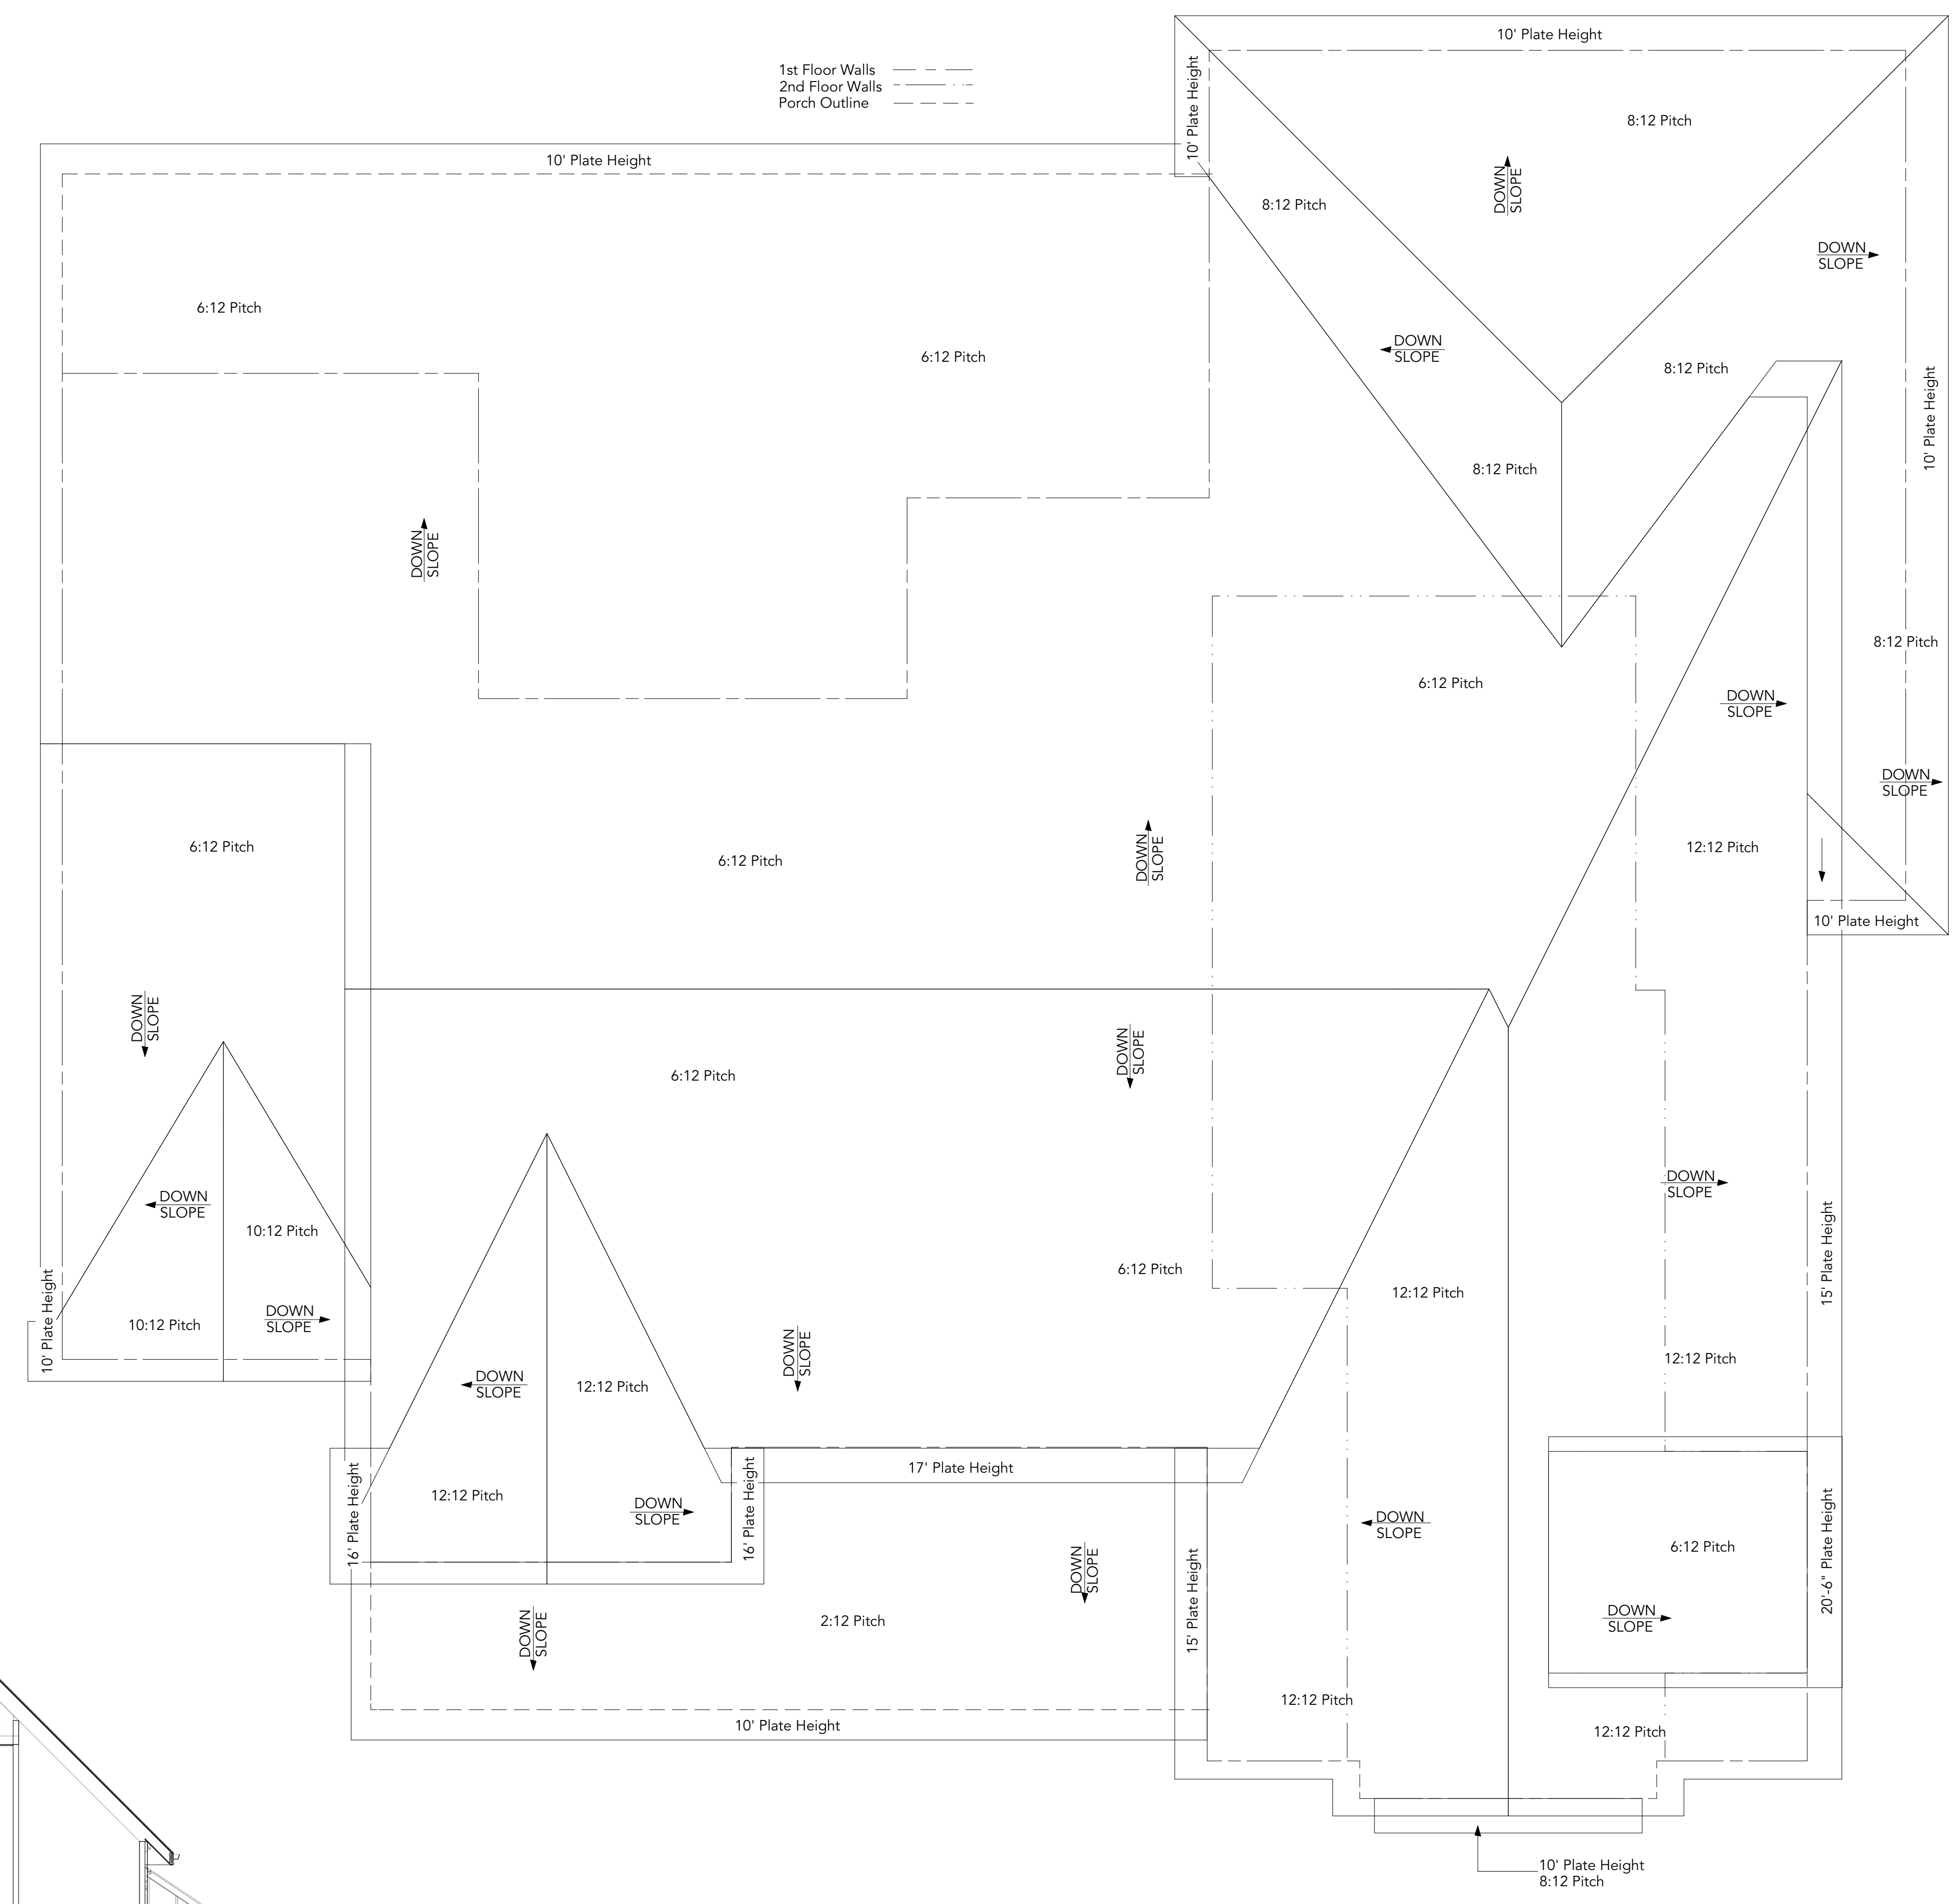 10' Plate Height
1st Floor Walls
2nd Floor Walls
Porch Outline
10' Plate Height
8:12 Pitch
10' Plate Height
DOWN
SLOPE
8:12 Pitch
DOWN
SLOPE
6:12 Pitch
DOWN
SLOPE
6:12 Pitch
8:12 Pitch
10' Plate Height
8:12 Pitch
DOWN
SLOPE
8:12 Pitch
6:12 Pitch
DOWN
SLOPE
DOWN
SLOPE
6:12 Pitch
6:12 Pitch
DOWN
SLOPE
12:12 Pitch
10' Plate Height
DOWN
SLOPE
DOWN
SLOPE
6:12 Pitch
DOWN
SLOPE
DOWN
SLOPE
10:12 Pitch
6:12 Pitch
15' Plate Height
12:12 Pitch
10' Plate Height
10:12 Pitch
DOWN
SLOPE
DOWN
SLOPE
12:12 Pitch
DOWN
SLOPE
12:12 Pitch
17' Plate Height
12:12 Pitch
16' Plate Height
DOWN
SLOPE
16' Plate Height
DOWN
SLOPE
6:12 Pitch
20'-6" Plate Height
DOWN
SLOPE
DOWN
SLOPE
2:12 Pitch
DOWN
SLOPE
15' Plate Height
12:12 Pitch
10' Plate Height
12:12 Pitch
10' Plate Height
8:12 Pitch